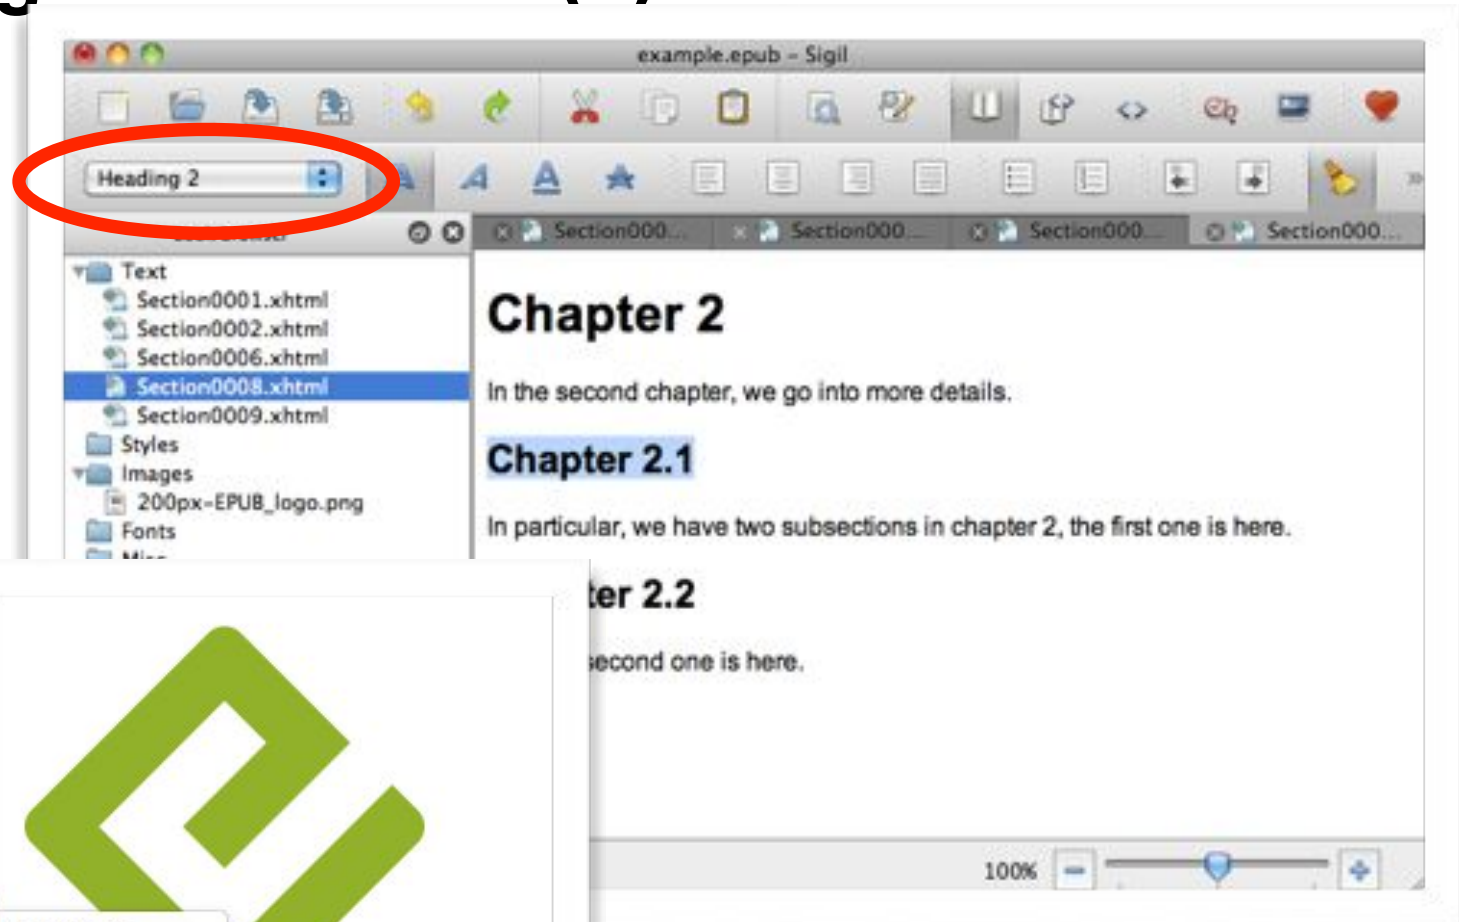 example.epub – Sigil
Heading 2
Section000... Section000... Section000... Section000...
Text
Section0001.xhtml
Section0002.xhtml
Section0006.xhtml
Section0008.xhtml
Section0009.xhtml
Styles
Images
200px-EPUB_logo.png
Fonts
Chapter 2
In the second chapter, we go into more details.
Chapter 2.1
In particular, we have two subsections in chapter 2, the first one is here.
2.2
second one is here.
100%